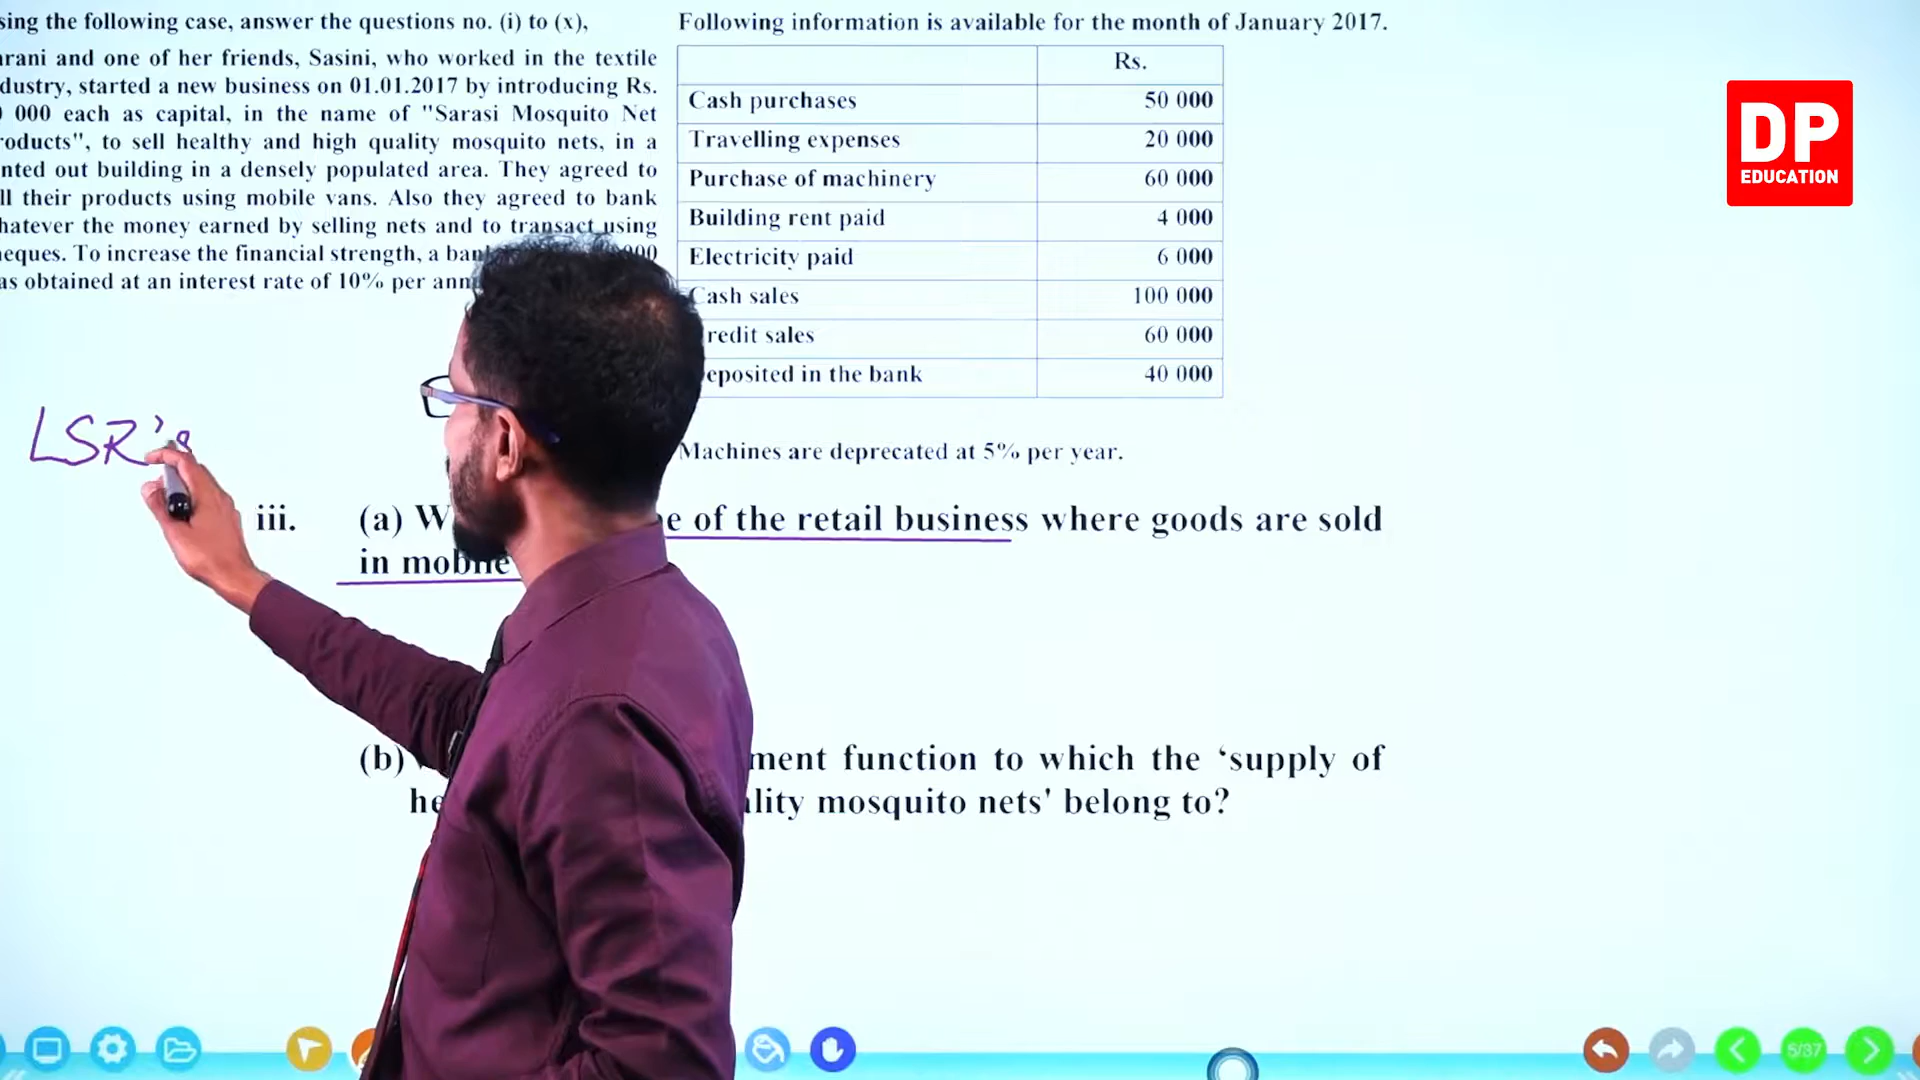 sing the following case, answer the questions no. (i) to (x),
arani and one of her friends, Sasini, who worked in the textile
dustry, started a new business on 01.01.2017 by introducing Rs.
0 000 each as capital, in the name of "Sarasi Mosquito Net
roducts", to sell healthy and high quality mosquito nets, in a
nted out building in a densely populated area. They agreed to
ll their products using mobile vans. Also they agreed to bank
hatever the money earned by selling nets and to transact using
heques. To increase the financial strength, a bank 000
as obtained at an interest rate of 10% per ann
Following information is available for the month of January 2017.
Rs.
Cash purchases 50 000
Travelling expenses 20 000
Purchase of machinery 60 000
Building rent paid 4 000
Electricity paid 6 000
Cash sales 100 000
redit sales 60 000
eposited in the bank 40 000
Machines are deprecated at 5% per year.
DP
EDUCATION
LSR's
iii. (a) W e of the retail business where goods are sold
in mobile
(b) ment function to which the ‘supply of
he ality mosquito nets' belong to?
5/37